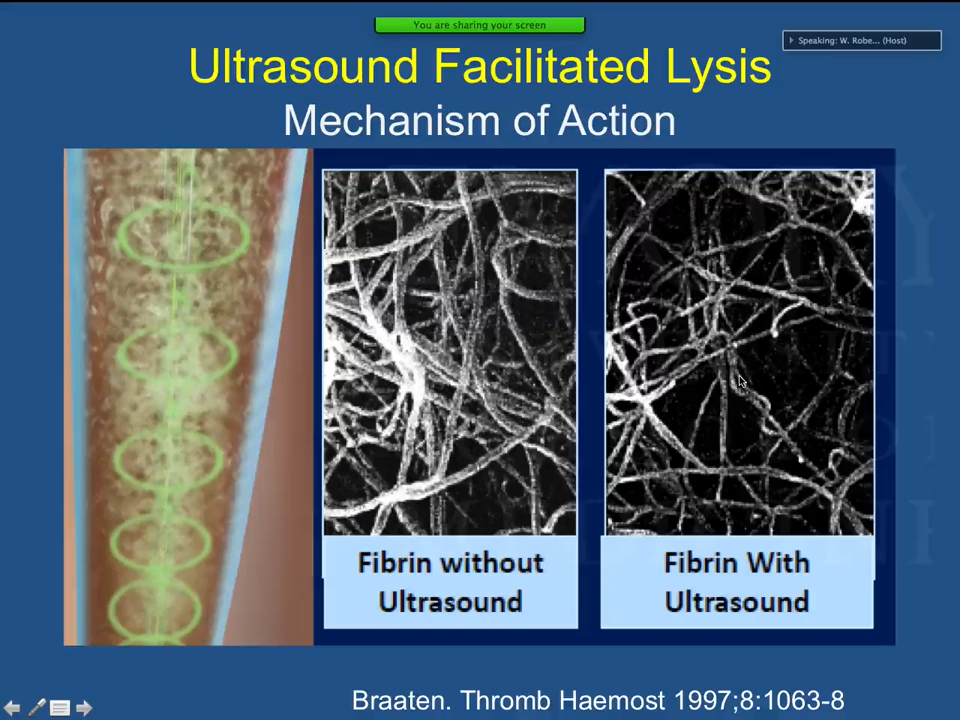 You are sharing your screen
Speaking: W. Robe... (Host)
Ultrasound Facilitated Lysis
Mechanism of Action
Fibrin without
Ultrasound
Fibrin With
Ultrasound
Braaten. Thromb Haemost 1997;8:1063-8